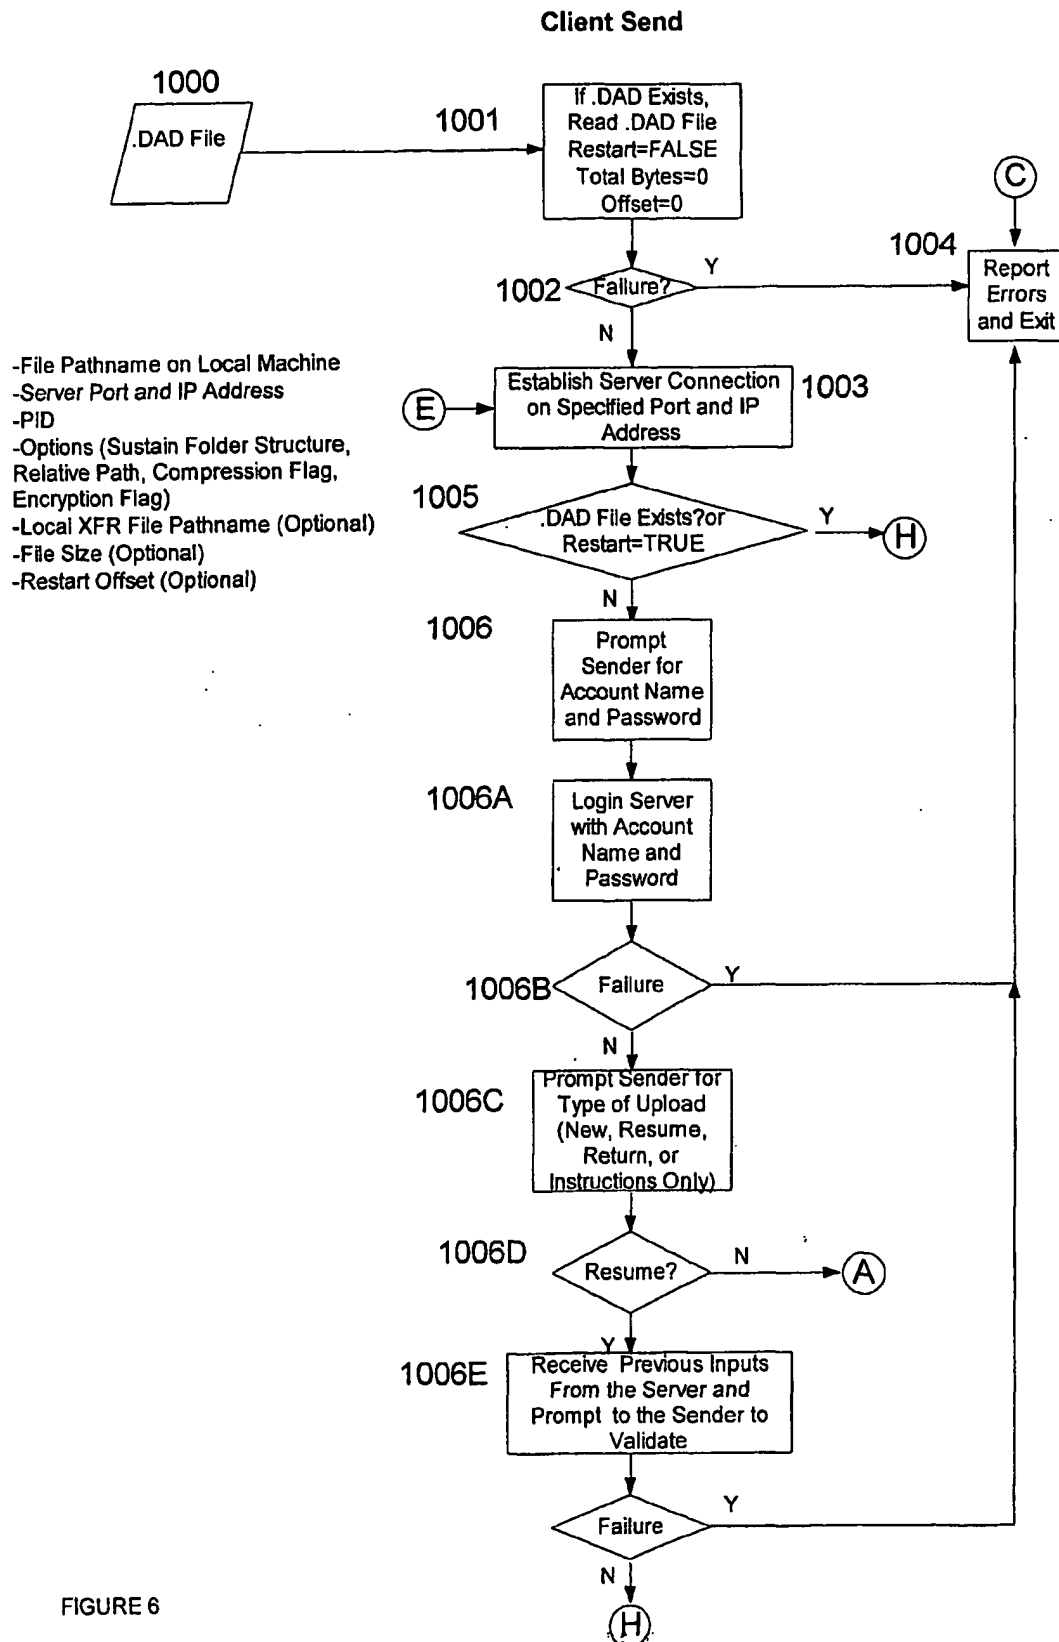 Client Send
1000
.DAD File
1001
If .DAD Exists,
Read .DAD File
Restart=FALSE
Total Bytes=0
Offset=0
C
1004
Report
Errors
and Exit
1002
Failure?
Y
N
-File Pathname on Local Machine
-Server Port and IP Address
-PID
-Options (Sustain Folder Structure,
Relative Path, Compression Flag,
Encryption Flag)
-Local XFR File Pathname (Optional)
-File Size (Optional)
-Restart Offset (Optional)
E
Establish Server Connection
on Specified Port and IP
Address
1003
1005
.DAD File Exists?or
Restart=TRUE
Y
H
N
1006
Prompt
Sender for
Account Name
and Password
1006A
Login Server
with Account
Name and
Password
1006B
Failure
Y
N
1006C
Prompt Sender for
Type of Upload
(New, Resume,
Return, or
Instructions Only)
1006D
Resume?
N
A
Y
1006E
Receive Previous Inputs
From the Server and
Prompt to the Sender to
Validate
Failure
Y
N
H
FIGURE 6